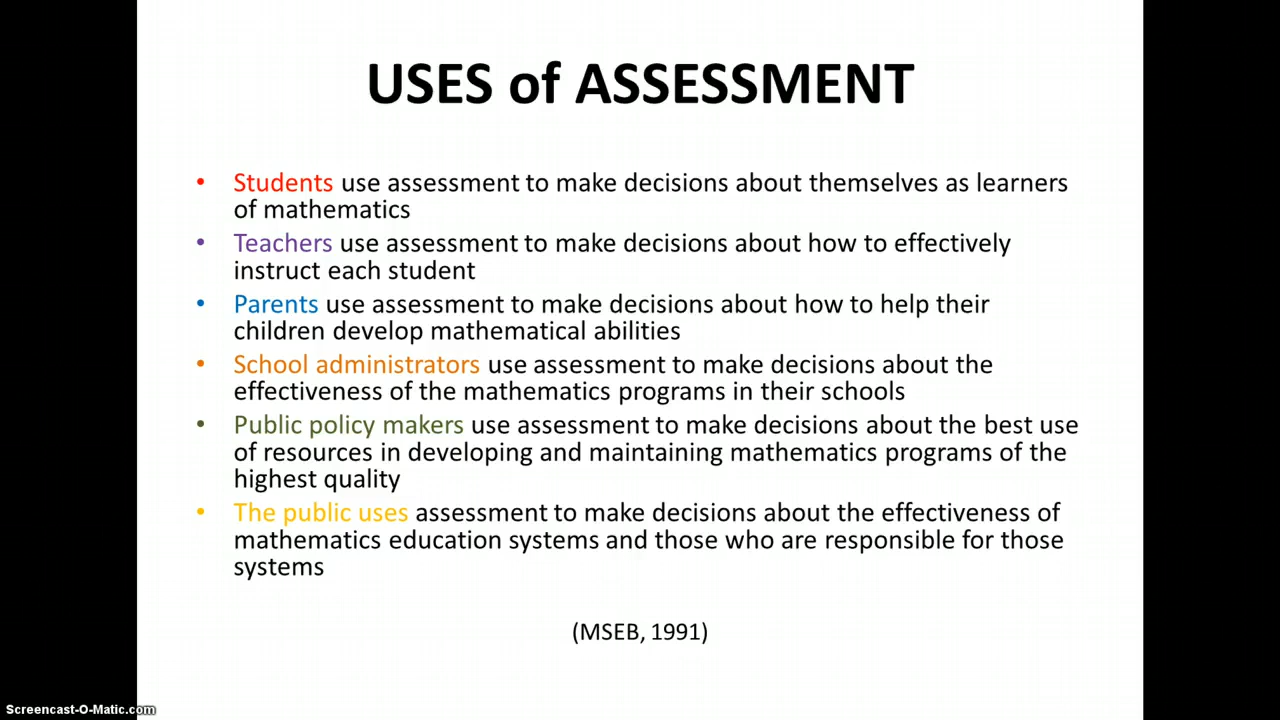 USES of ASSESSMENT
• Students use assessment to make decisions about themselves as learners
of mathematics
• Teachers use assessment to make decisions about how to effectively
instruct each student
• Parents use assessment to make decisions about how to help their
children develop mathematical abilities
• School administrators use assessment to make decisions about the
effectiveness of the mathematics programs in their schools
• Public policy makers use assessment to make decisions about the best use
of resources in developing and maintaining mathematics programs of the
highest quality
• The public uses assessment to make decisions about the effectiveness of
mathematics education systems and those who are responsible for those
systems
(MSEB, 1991)
Screencast-O-Matic.com